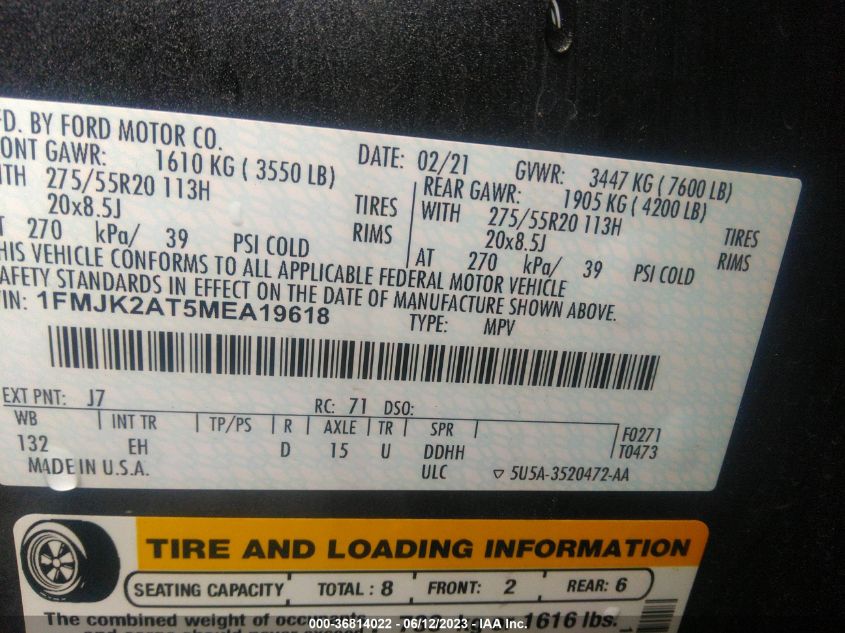 FD. BY FORD MOTOR CO.
DATE: 02/21 GVWR: 3447 KG ( 7600 LB)
ONT GAWR: 1610 KG ( 3550 LB)
REAR GAWR: 1905 KG ( 4200 LB)
ITH 275/55R20 113H TIRES
WITH 275/55R20 113H TIRES
20x8.5J RIMS
20x8.5J RIMS
AT 270 kPa/ 39 PSI COLD
AT 270 kPa/ 39 PSI COLD
HIS VEHICLE CONFORMS TO ALL APPLICABLE FEDERAL MOTOR VEHICLE
AFETY STANDARDS IN EFFECT ON THE DATE OF MANUFACTURE SHOWN ABOVE.
VIN: 1FMJK2AT5MEA19618 TYPE: MPV
EXT PNT: J7 RC: 71 DSO:
WB INT TR TP/PS R AXLE TR SPR F0271
132 EH D 15 U DDHH T0473
MADE IN U.S.A. ULC 5U5A-3520472-AA
TIRE AND LOADING INFORMATION
SEATING CAPACITY TOTAL : 8 FRONT: 2 REAR: 6
The combined weight of occupants 1616 lbs.
000-36814022 - 06/12/2023 - IAA Inc.